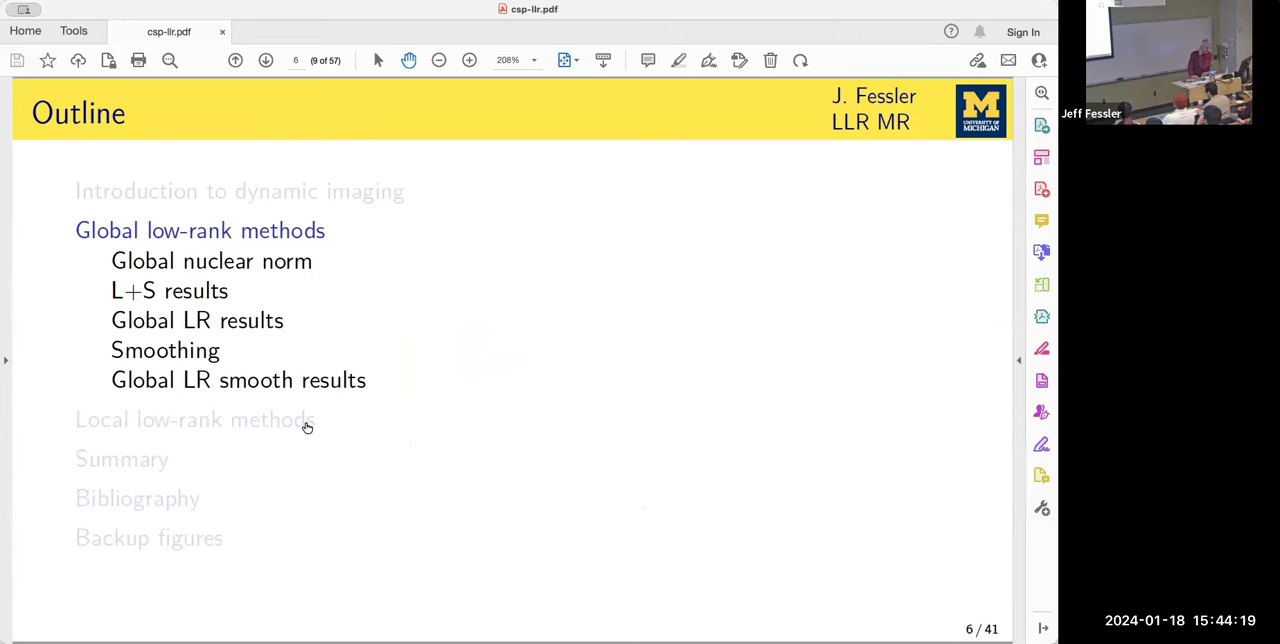 csp-llr.pdf
Home
Tools
csp-llr.pdf
Sign In
6
(9 of 57)
208%
Outline
J. Fessler
LLR MR
M
UNIVERSITY OF
MICHIGAN
Introduction to dynamic imaging
Global low-rank methods
Global nuclear norm
L+S results
Global LR results
Smoothing
Global LR smooth results
Local low-rank methods
Summary
Bibliography
Backup figures
6 / 41
Jeff Fessler
2024-01-18 15:44:19